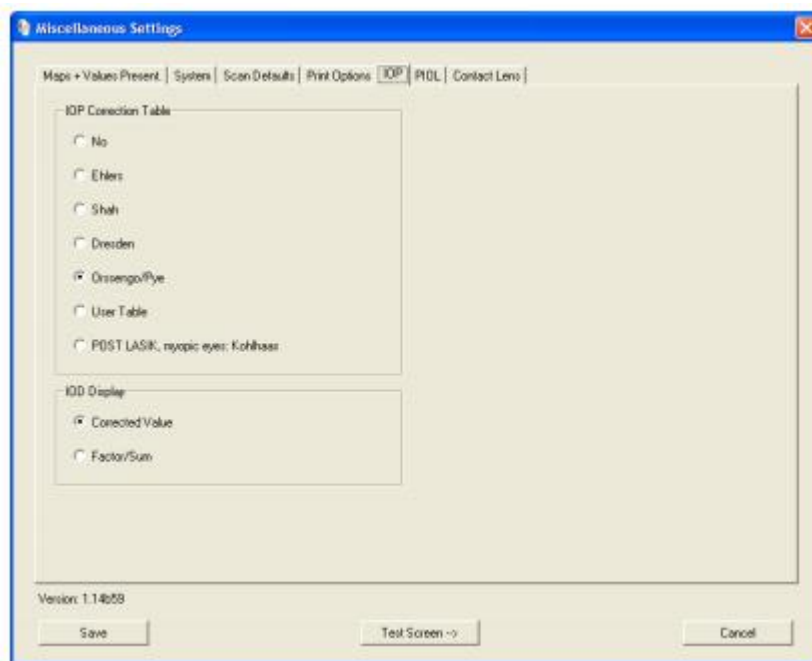 Miscellaneous Settings
Maps + Values Present. System Scan Defaults Print Options IOP PIOL Contact Lens
IOP Correction Table
No
Ehlers
Shah
Dresden
Orssengo/Pye
User Table
POST LASIK, myopic eyes: Kohlhaas
IOD Display
Corrected Value
Factor/Sum
Version: 1.14b59
Save Test Screen -> Cancel